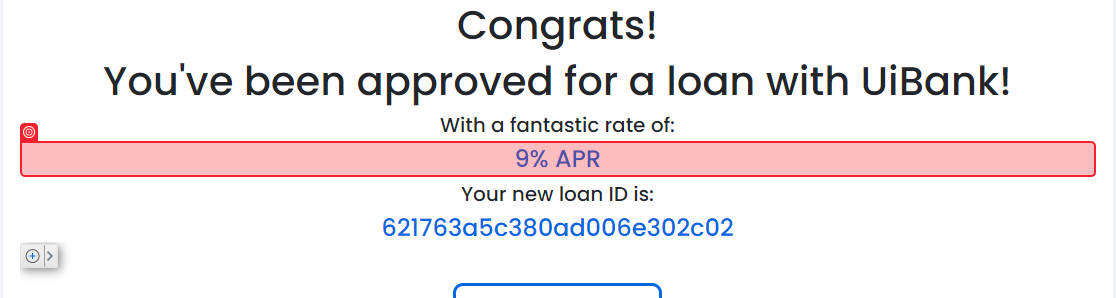 Congrats!
You've been approved for a loan with UiBank!
With a fantastic rate of:
9% APR
Your new loan ID is:
621763a5c380ad006e302c02